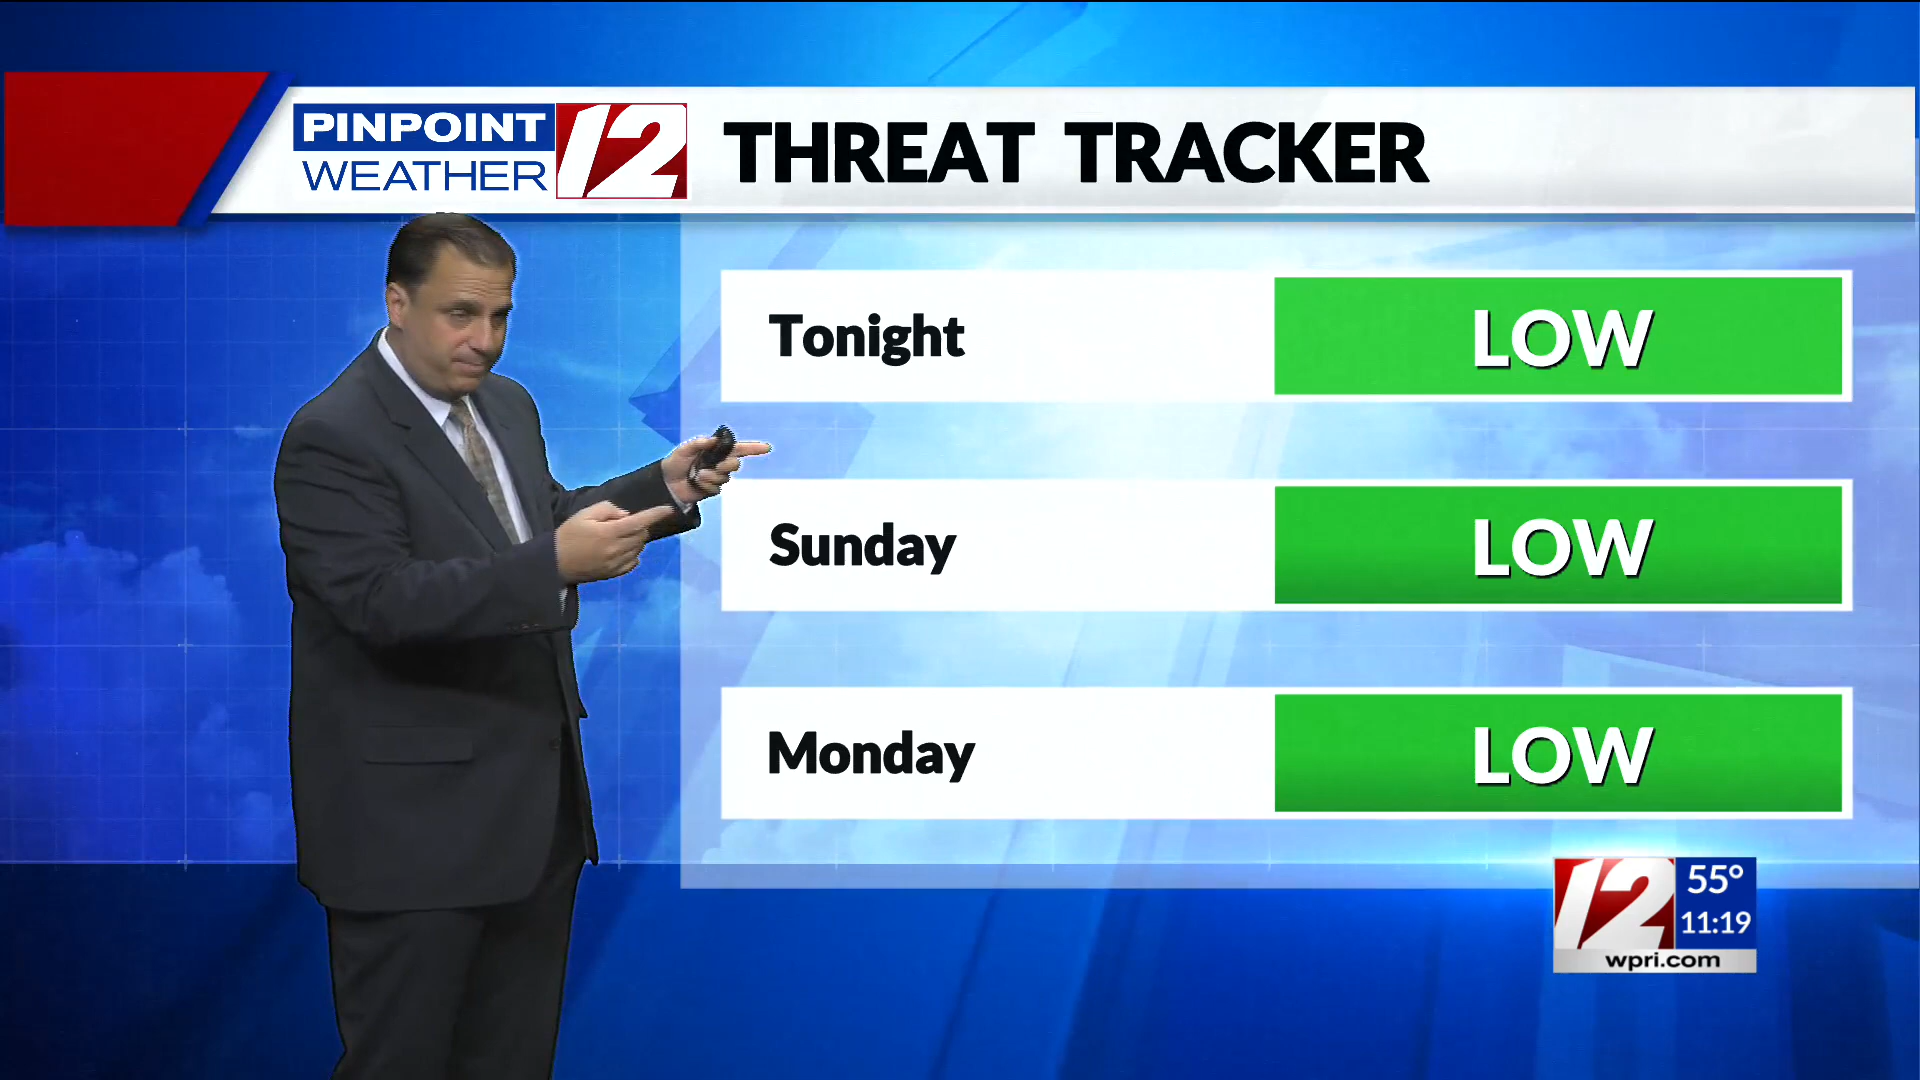 PINPOINT
WEATHER
12
THREAT TRACKER
Tonight
LOW
Sunday
LOW
Monday
LOW
12
55°
11:19
wpri.com